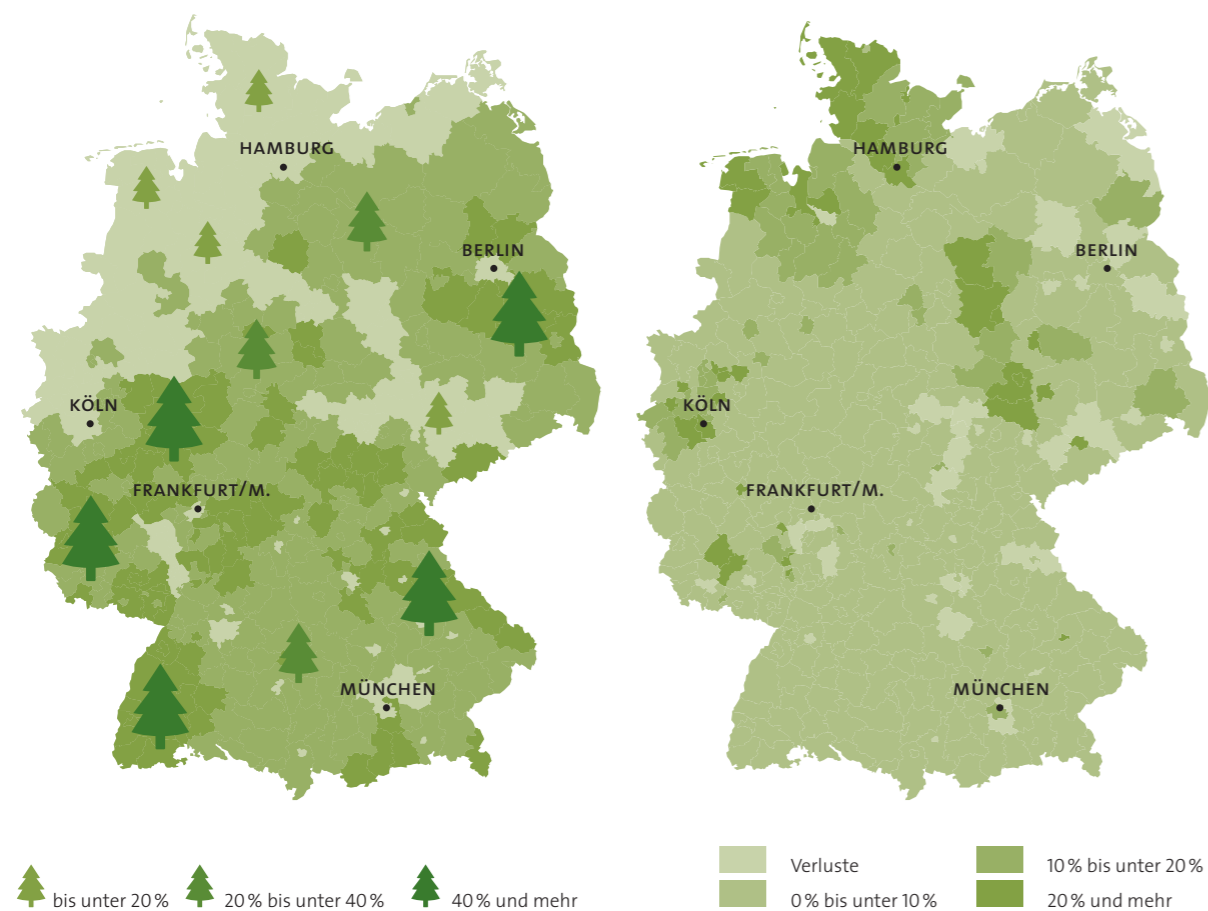 HAMBURG
BERLIN
KÖLN
FRANKFURT/M.
MÜNCHEN
bis unter 20 %
20 % bis unter 40 %
40 % und mehr
HAMBURG
BERLIN
KÖLN
FRANKFURT/M.
MÜNCHEN
Verluste
0 % bis unter 10 %
10 % bis unter 20 %
20 % und mehr